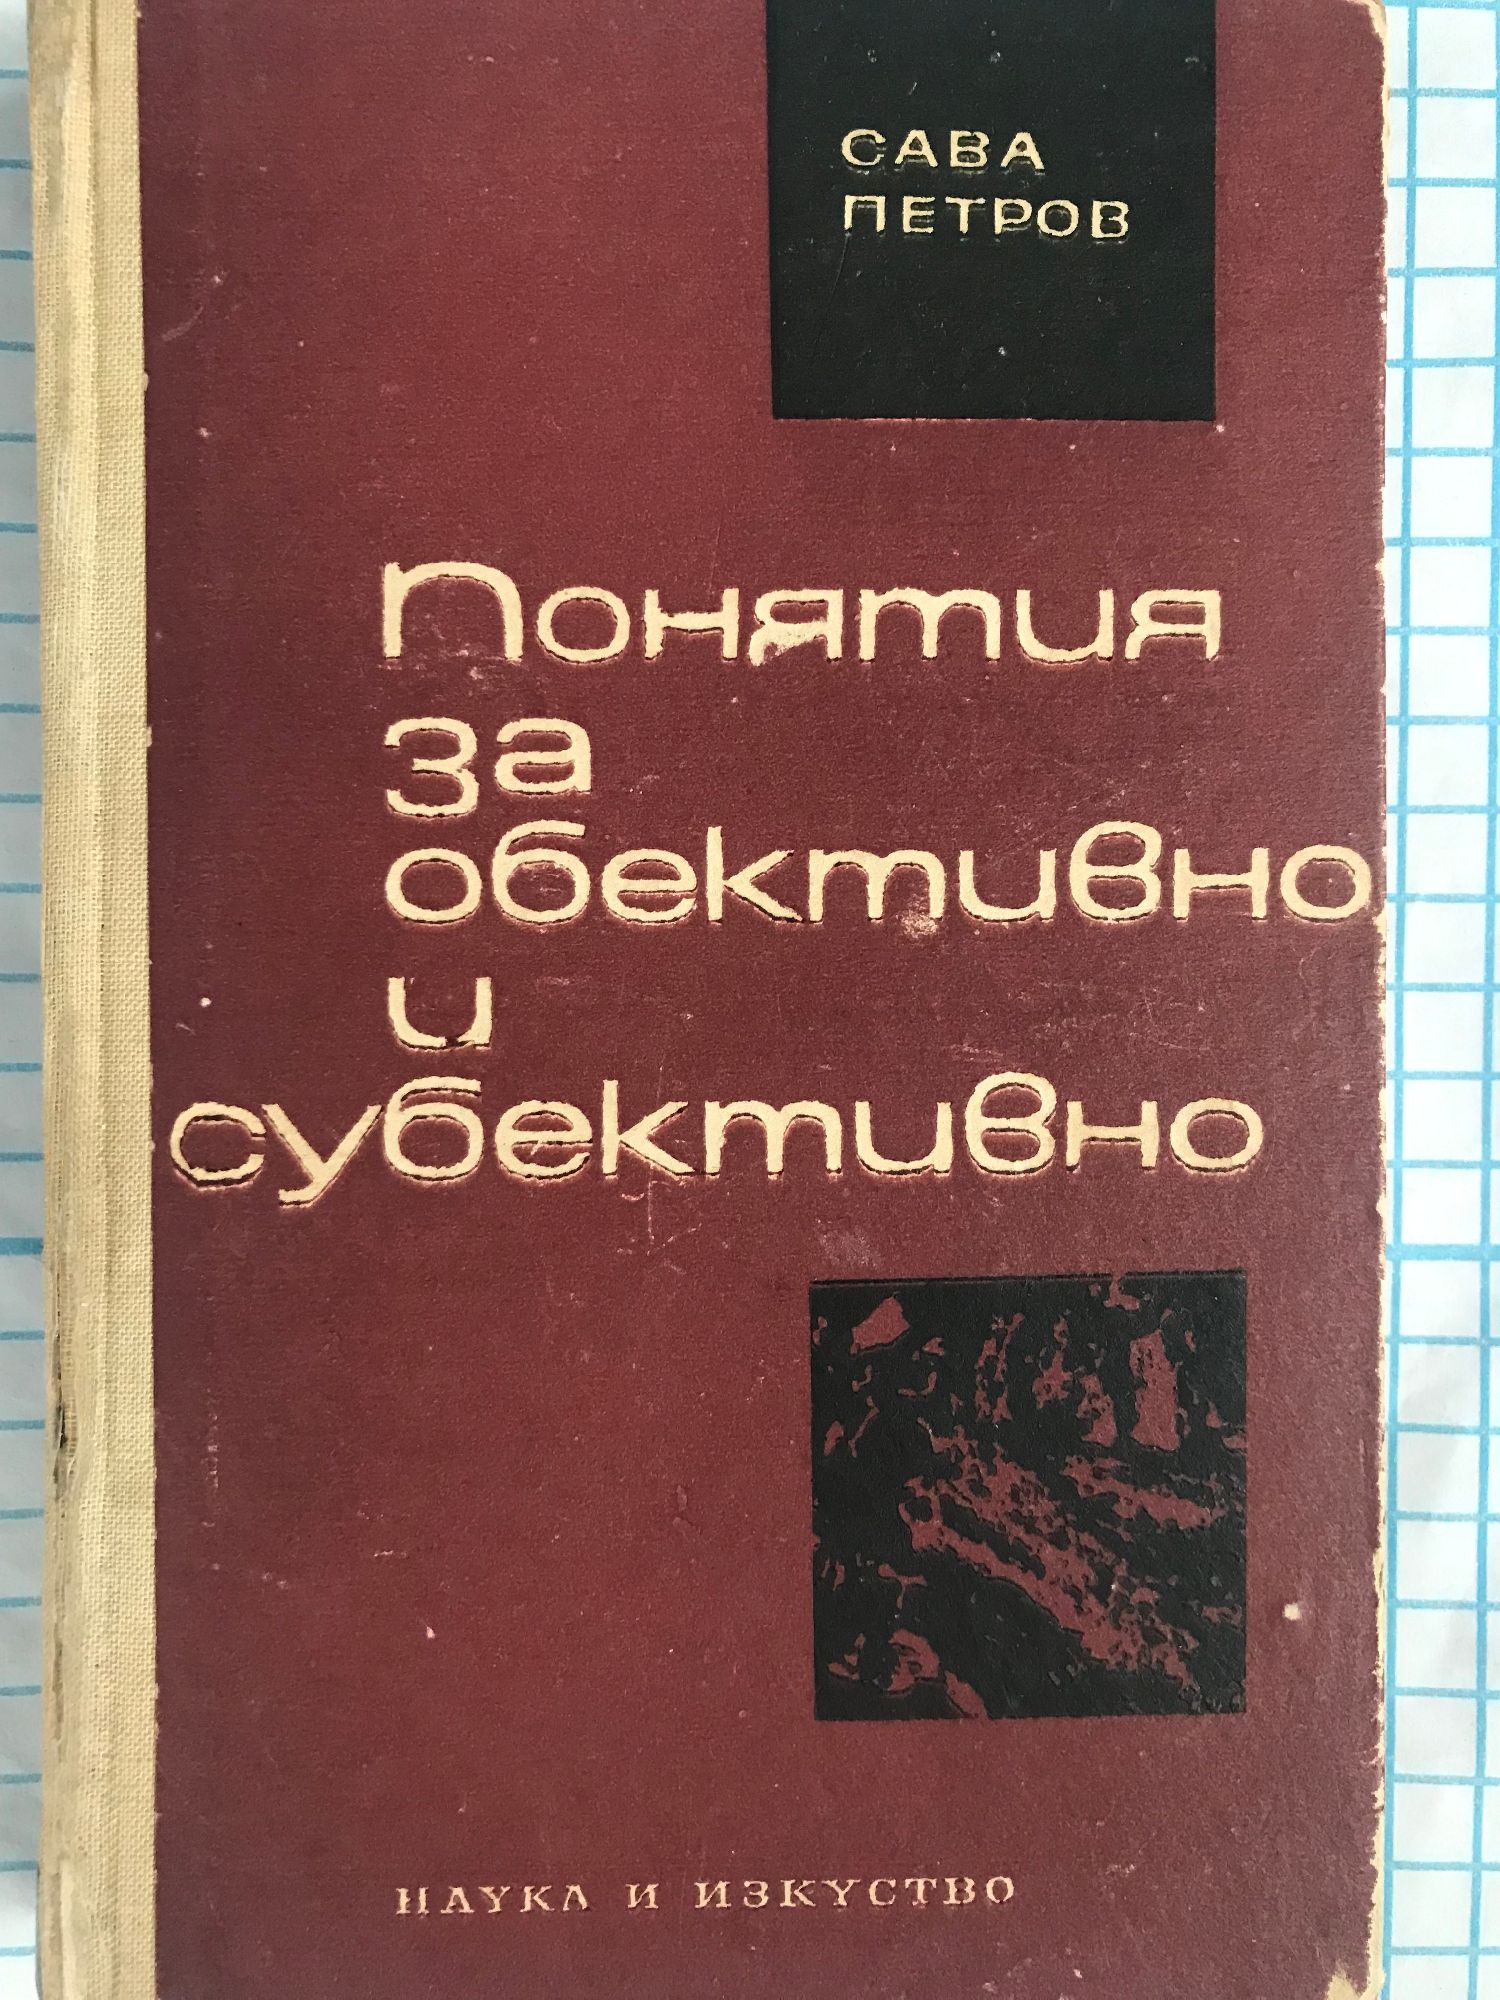 САВА
ПЕТРОВ
Понятия
за
обективно
и
субективно
НАУКА И ИЗКУСТВО